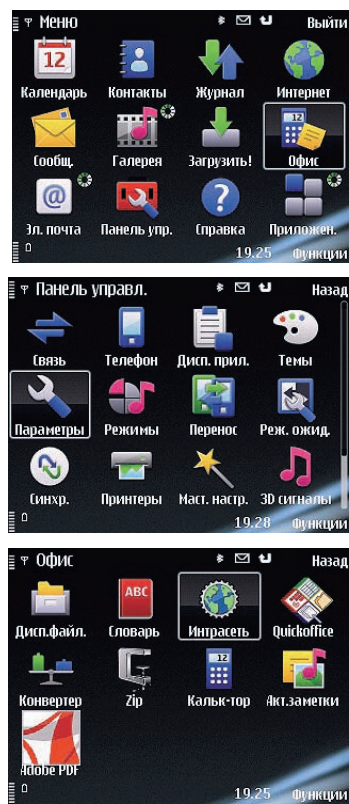 Меню Выйти
12
Календарь Контакты Журнал Интернет
12
Сообщ. Галерея Загрузить! Офис
@ ?
Эл. почта Панель упр. Справка Приложен.
19.25 Функции
Панель управл. Назад
Связь Телефон Дисп. прил. Темы
Параметры Режимы Перенос Реж. ожид.
Синхр. Принтеры Маст. настр. 3D сигналы
19.28 Функции
Офис Назад
ABC
Дисп.файл. Словарь Интрасеть Quickoffice
12
Конвертер Zip Кальк-тор Акт.заметки
Adobe PDF
19.25 Функции